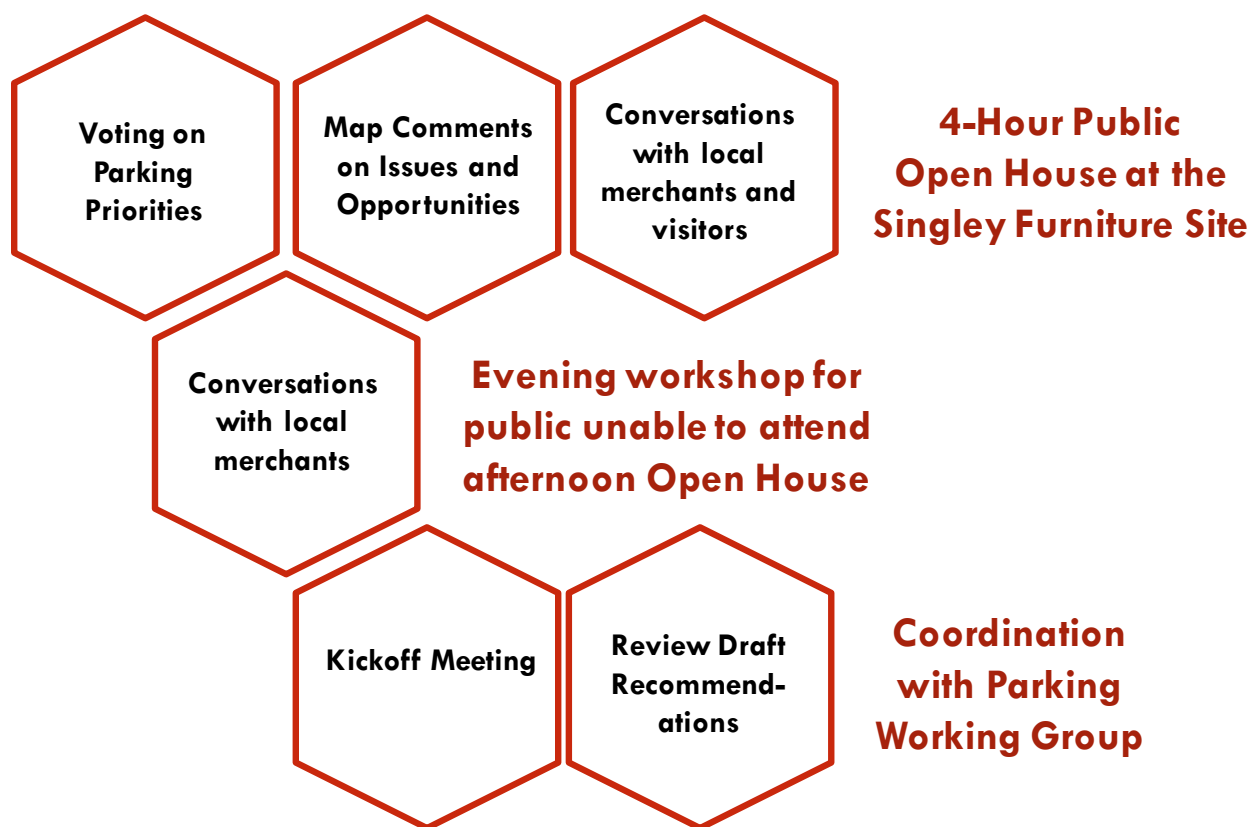 Voting on
Parking
Priorities
Map Comments
on Issues and
Opportunities
Conversations
with local
merchants and
visitors
4-Hour Public
Open House at the
Singley Furniture Site
Conversations
with local
merchants
Evening workshop for
public unable to attend
afternoon Open House
Kickoff Meeting
Review Draft
Recommend-
ations
Coordination
with Parking
Working Group